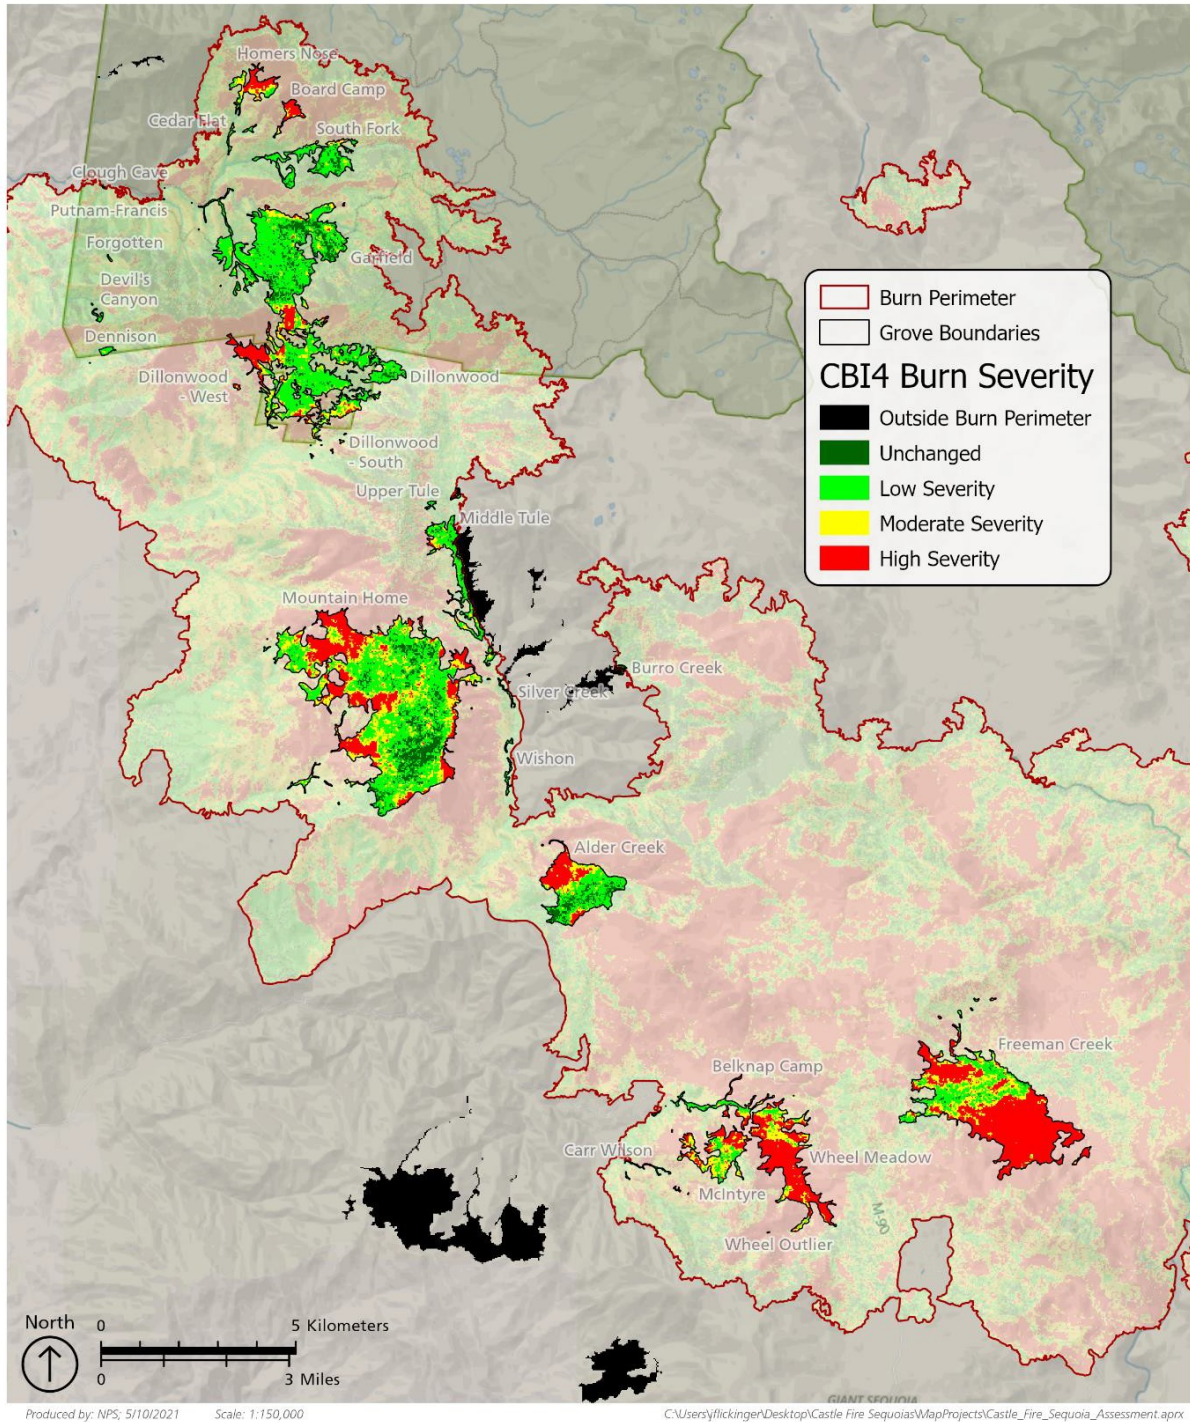 Homers Nose
Board Camp
Cedar Flat
South Fork
Clough Cave
Putnam-Francis
Forgotten
Garfield
Devil's
Canyon
Dennison
Dillonwood
- West
Dillonwood
Dillonwood
- South
Upper Tule
Middle Tule
Mountain Home
Burro Creek
Silver Creek
Wishon
Alder Creek
Freeman Creek
Belknap Camp
Carr Wilson
Wheel Meadow
McIntyre
Wheel Outlier
M-90
GIANT SEQUOIA
Burn Perimeter
Grove Boundaries
CBI4 Burn Severity
Outside Burn Perimeter
Unchanged
Low Severity
Moderate Severity
High Severity
North
0 5 Kilometers
0 3 Miles
Produced by: NPS; 5/10/2021 Scale: 1:150,000
C:\Users\jflickinger\Desktop\Castle Fire Sequoias\MapProjects\Castle_Fire_Sequoia_Assessment.aprx